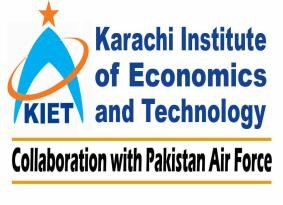 KIET
Karachi Institute
of Economics
and Technology
Collaboration with Pakistan Air Force